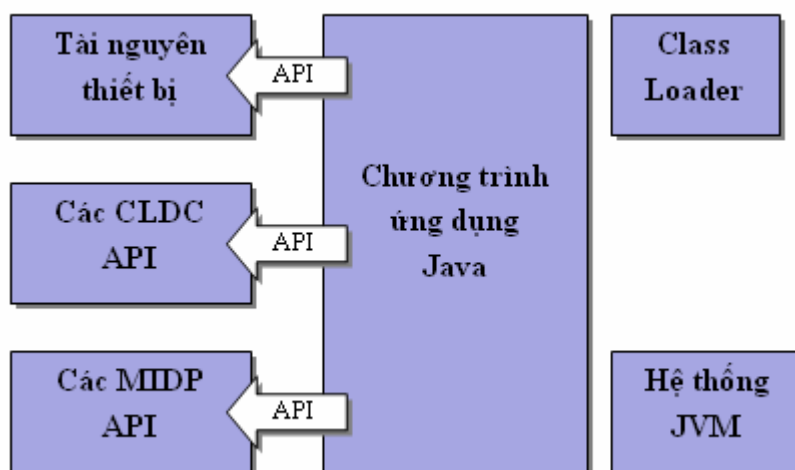 Tài nguyên
thiết bị
API
Class
Loader
Chương trình
ứng dụng
Java
Các CLDC
API
API
Các MIDP
API
API
Hệ thống
JVM